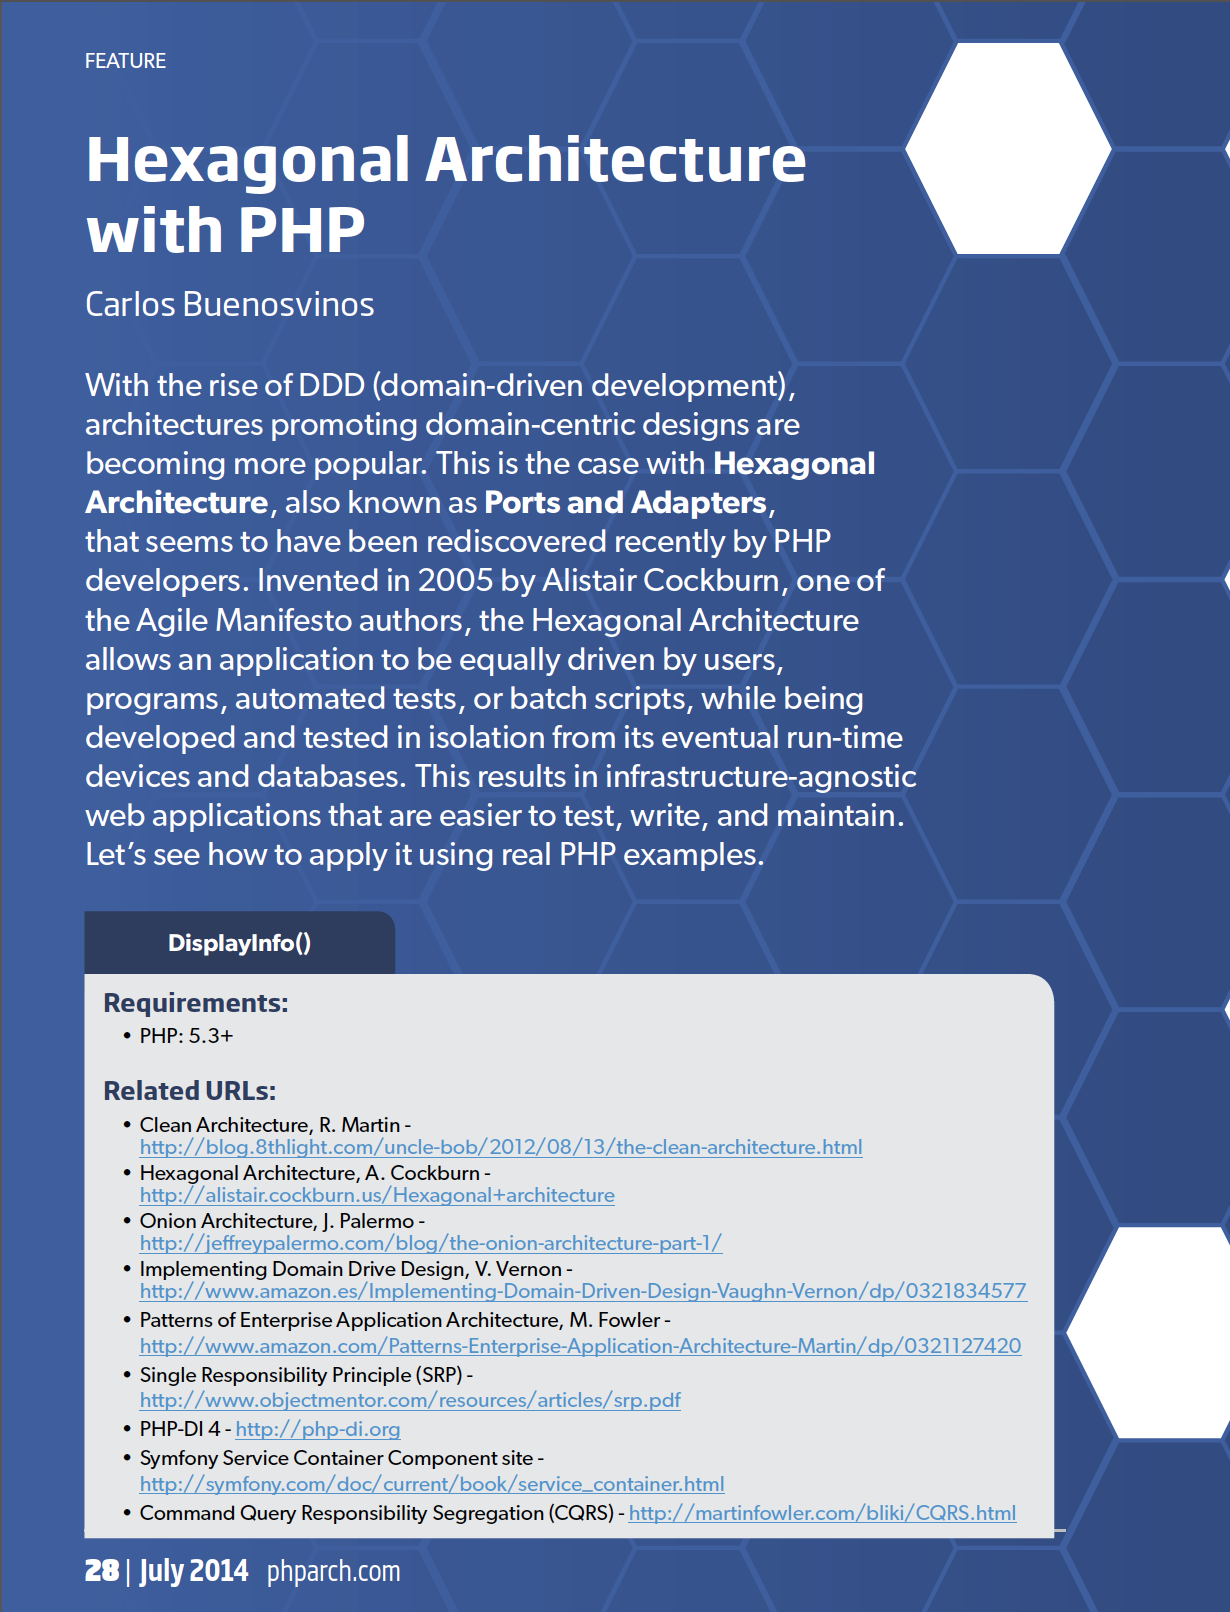 FEATURE
Hexagonal Architecture
with PHP
Carlos Buenosvinos
With the rise of DDD (domain-driven development),
architectures promoting domain-centric designs are
becoming more popular. This is the case with Hexagonal
Architecture, also known as Ports and Adapters,
that seems to have been rediscovered recently by PHP
developers. Invented in 2005 by Alistair Cockburn, one of
the Agile Manifesto authors, the Hexagonal Architecture
allows an application to be equally driven by users,
programs, automated tests, or batch scripts, while being
developed and tested in isolation from its eventual run-time
devices and databases. This results in infrastructure-agnostic
web applications that are easier to test, write, and maintain.
Let's see how to apply it using real PHP examples.
DisplayInfo()
Requirements:
• PHP: 5.3+
Related URLs:
• Clean Architecture, R. Martin -
http://blog.8thlight.com/uncle-bob/2012/08/13/the-clean-architecture.html
• Hexagonal Architecture, A. Cockburn -
http://alistair.cockburn.us/Hexagonal+architecture
• Onion Architecture, J. Palermo -
http://jeffreypalermo.com/blog/the-onion-architecture-part-1/
• Implementing Domain Drive Design, V. Vernon -
http://www.amazon.es/Implementing-Domain-Driven-Design-Vaughn-Vernon/dp/0321834577
• Patterns of Enterprise Application Architecture, M. Fowler -
http://www.amazon.com/Patterns-Enterprise-Application-Architecture-Martin/dp/0321127420
• Single Responsibility Principle (SRP) -
http://www.objectmentor.com/resources/articles/srp.pdf
• PHP-DI 4 - http://php-di.org
• Symfony Service Container Component site -
http://symfony.com/doc/current/book/service_container.html
• Command Query Responsibility Segregation (CQRS) - http://martinfowler.com/bliki/CQRS.html
28 | July 2014 phparch.com